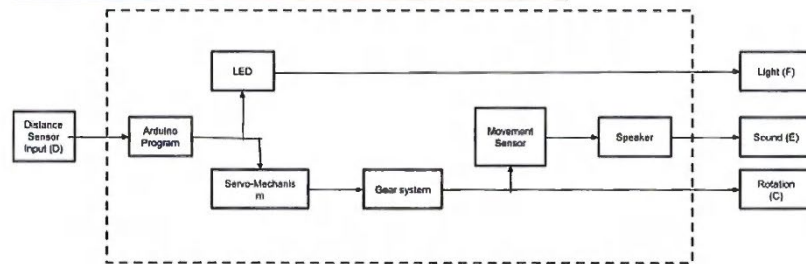 LED
Light (F)
Distance
Sensor
Input (D)
Arduino
Program
Movement
Sensor
Speaker
Sound (E)
Servo-Mechanis
m
Gear system
Rotation
(C)